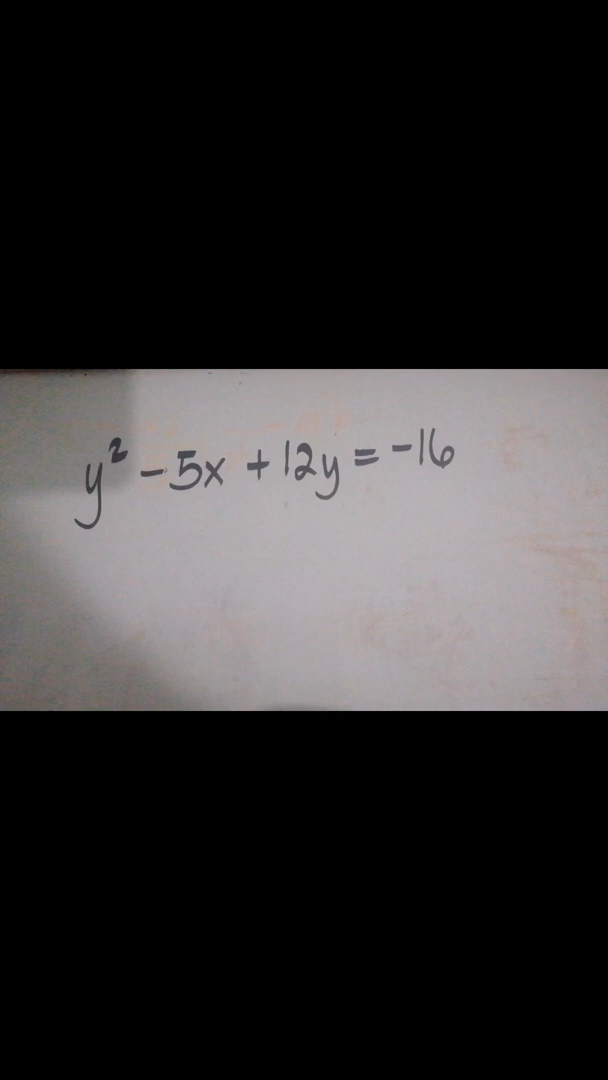 y² - 5x + 12y = -16